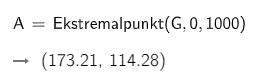 A = Ekstremalpunkt(G, 0, 1000)
→ (173.21, 114.28)